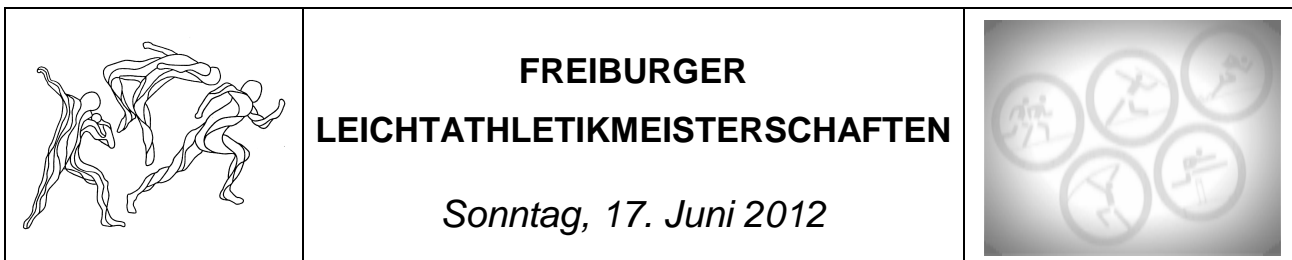 FREIBURGER
LEICHTATHLETIKMEISTERSCHAFTEN
Sonntag, 17. Juni 2012